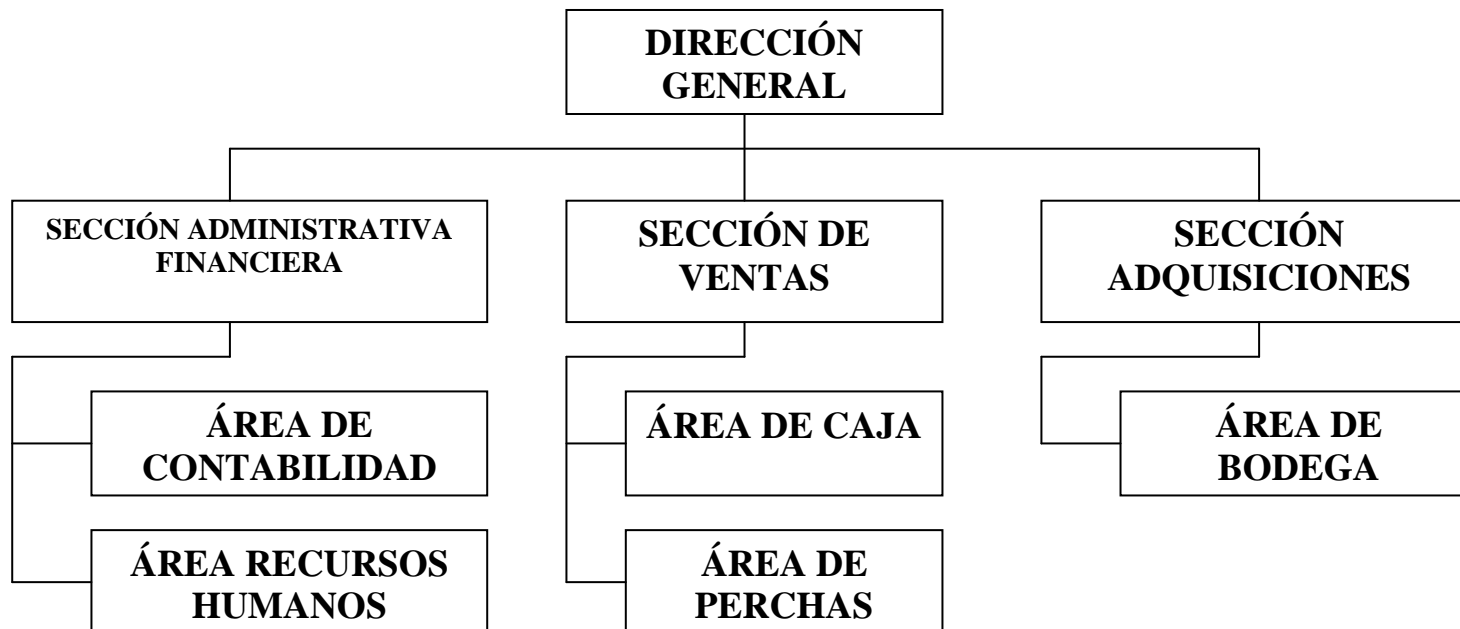 DIRECCIÓN
GENERAL
SECCIÓN ADMINISTRATIVA
FINANCIERA
SECCIÓN DE
VENTAS
SECCIÓN
ADQUISICIONES
ÁREA DE
CONTABILIDAD
ÁREA DE CAJA
ÁREA DE
BODEGA
ÁREA RECURSOS
HUMANOS
ÁREA DE
PERCHAS